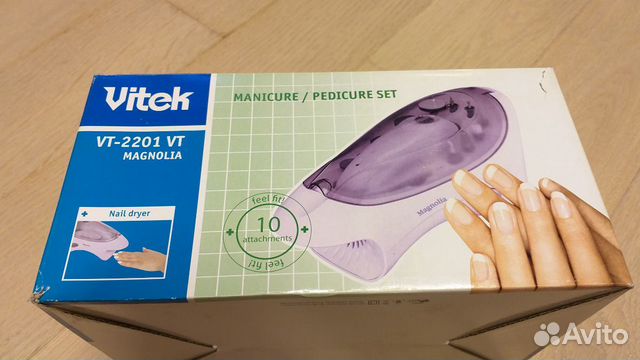 Vitek
VT-2201 VT
MAGNOLIA
MANICURE / PEDICURE SET
+ Nail dryer
feel fit!
10
attachments
feel fit!
Magnolia
Avito